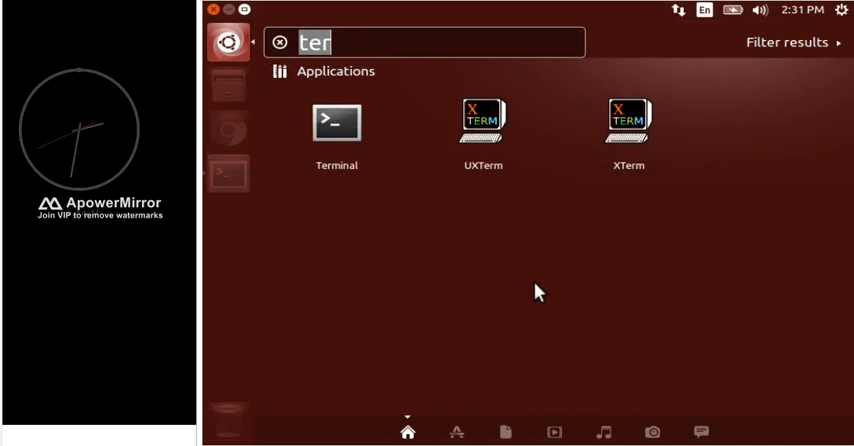 ApowerMirror
Join VIP to remove watermarks
En
2:31 PM
ter
Filter results
Applications
Terminal
X
TERM
UXTerm
X
TERM
XTerm